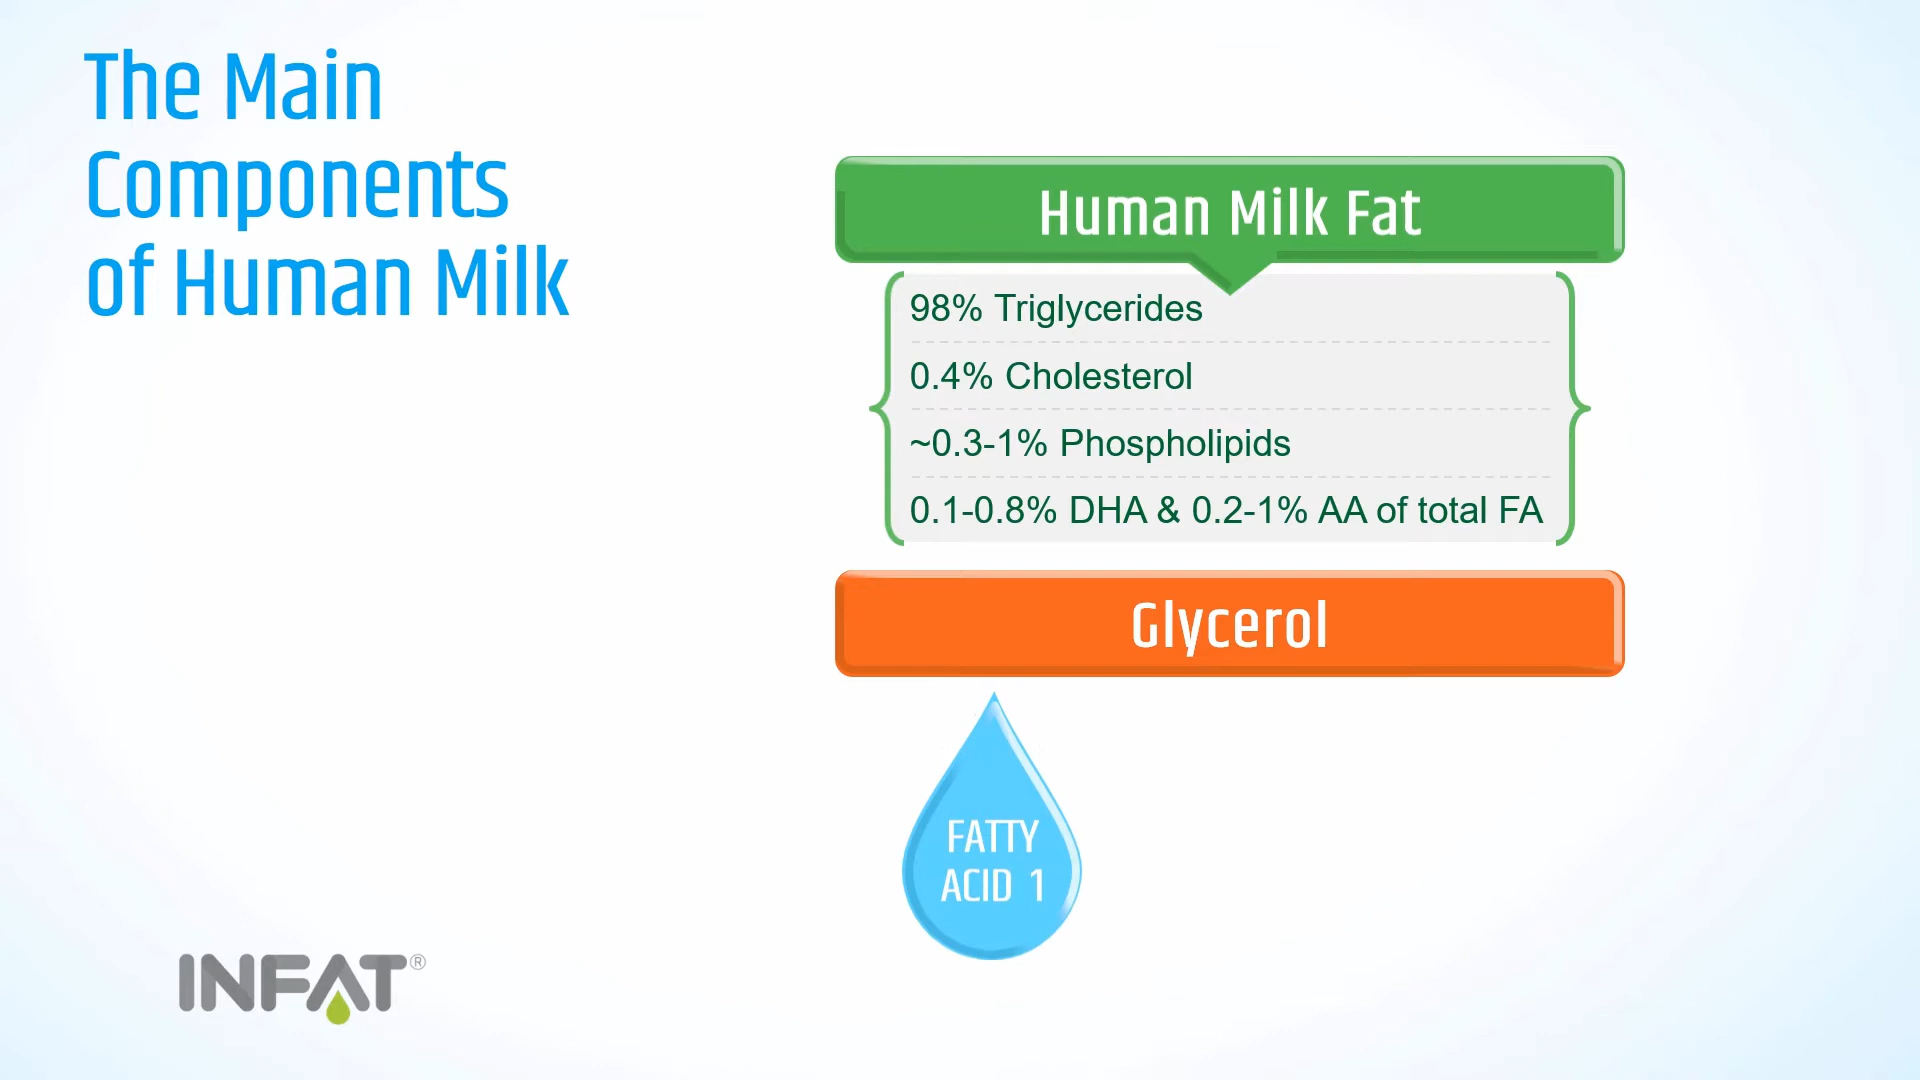 The Main
Components
of Human Milk
Human Milk Fat
98% Triglycerides
0.4% Cholesterol
~0.3-1% Phospholipids
0.1-0.8% DHA & 0.2-1% AA of total FA
Glycerol
FATTY
ACID 1
INFAT®